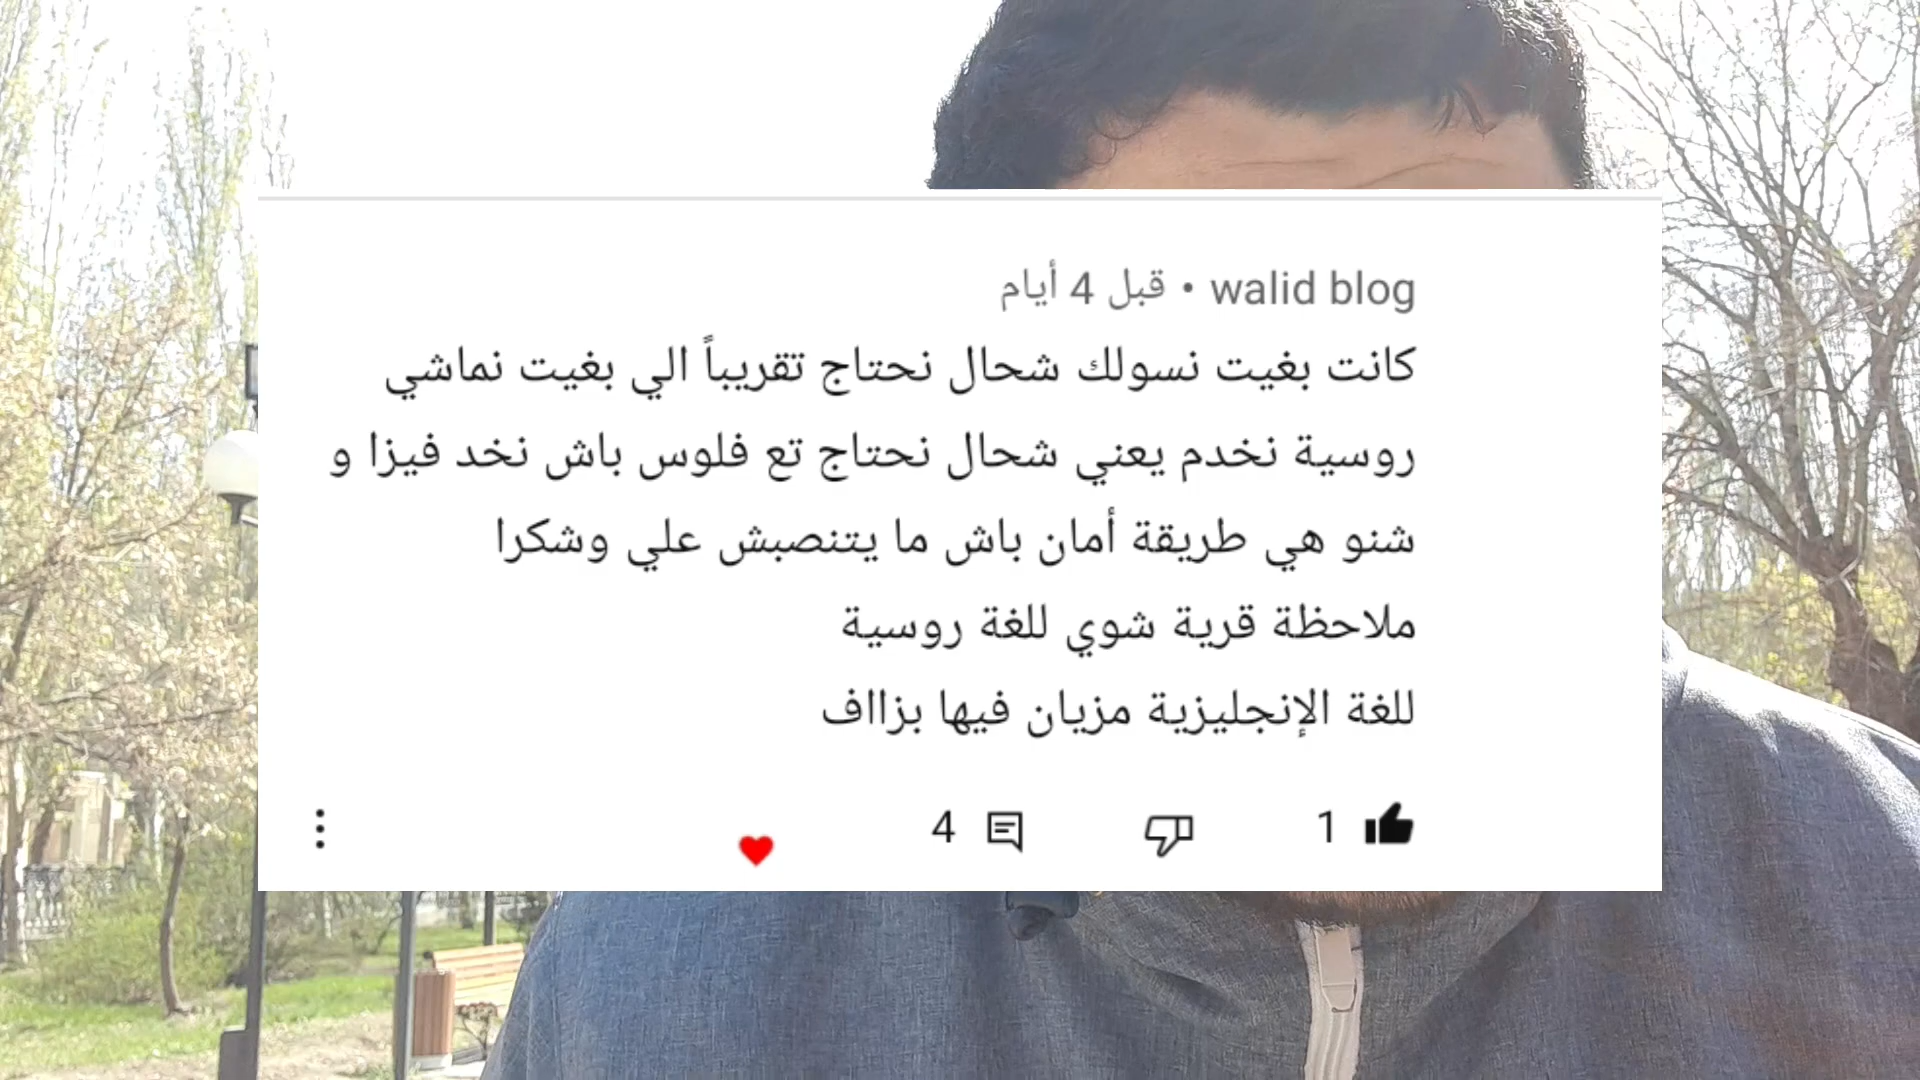 walid blog • قبل 4 أيام
كانت بغيت نسولك شحال نحتاج تقريباً الي بغيت نماشي
روسية نخدم يعني شحال نحتاج تع فلوس باش نخد فيزا و
شنو هي طريقة أمان باش ما يتنصبش علي وشكرا
ملاحظة قرية شوي للغة روسية
للغة الإنجليزية مزيان فيها بزااف
1 4